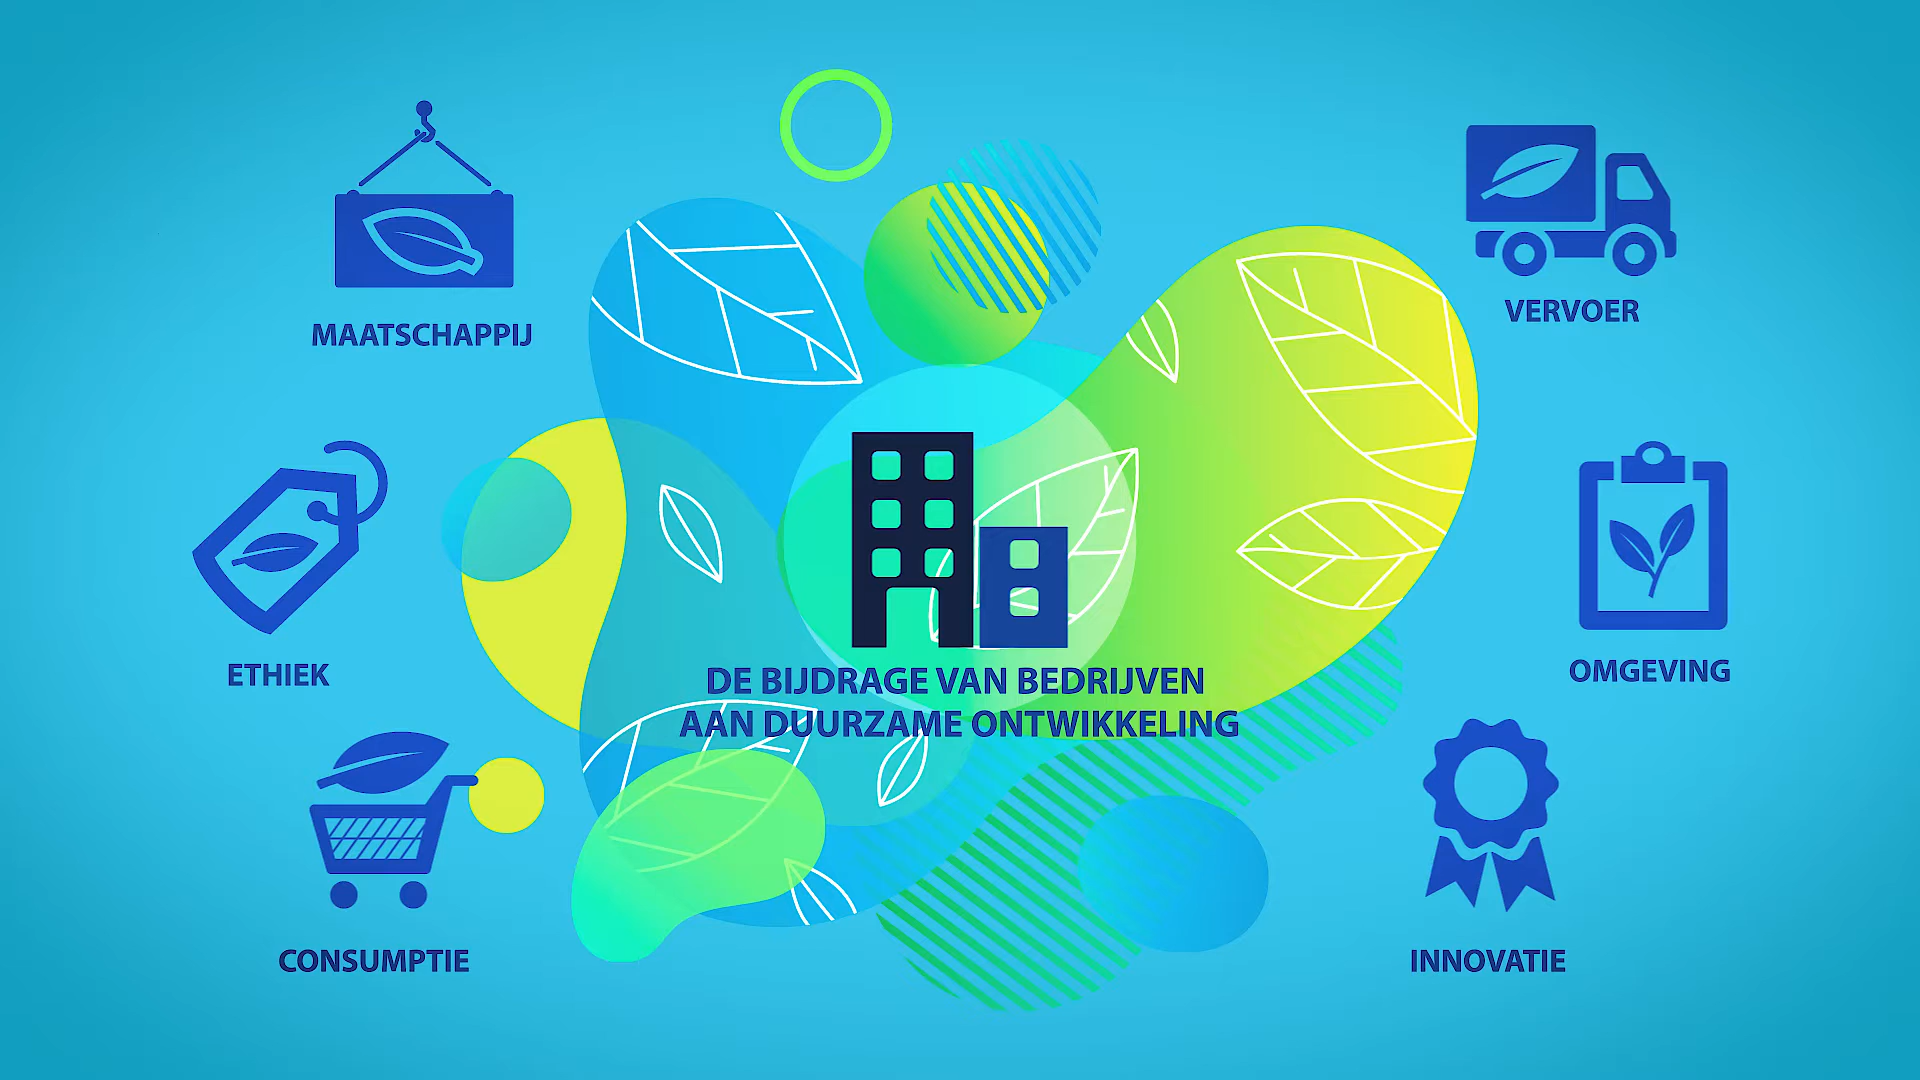 MAATSCHAPPIJ
VERVOER
ETHIEK
OMGEVING
DE BIJDRAGE VAN BEDRIJVEN
AAN DUURZAME ONTWIKKELING
CONSUMPTIE
INNOVATIE